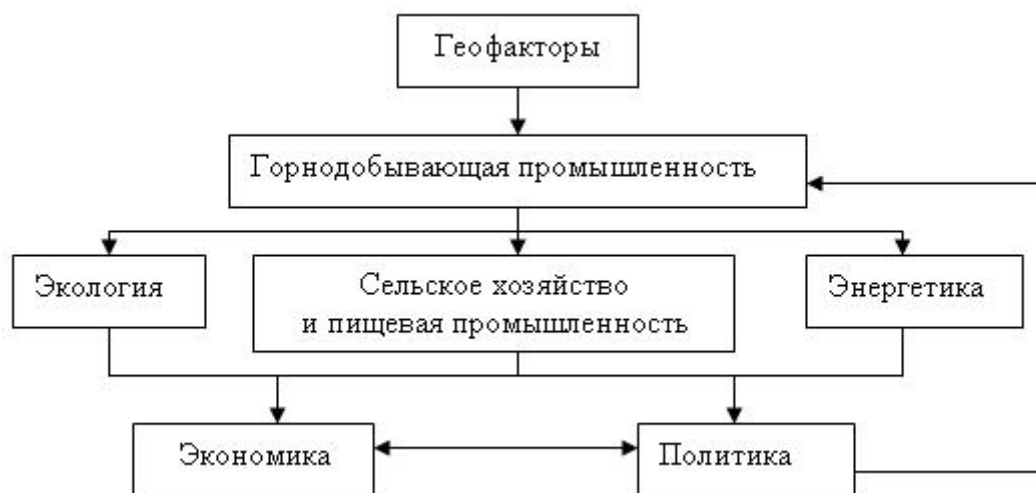 Геофакторы
Горнодобывающая промышленность
Экология
Сельское хозяйство
и пищевая промышленность
Энергетика
Экономика
Политика